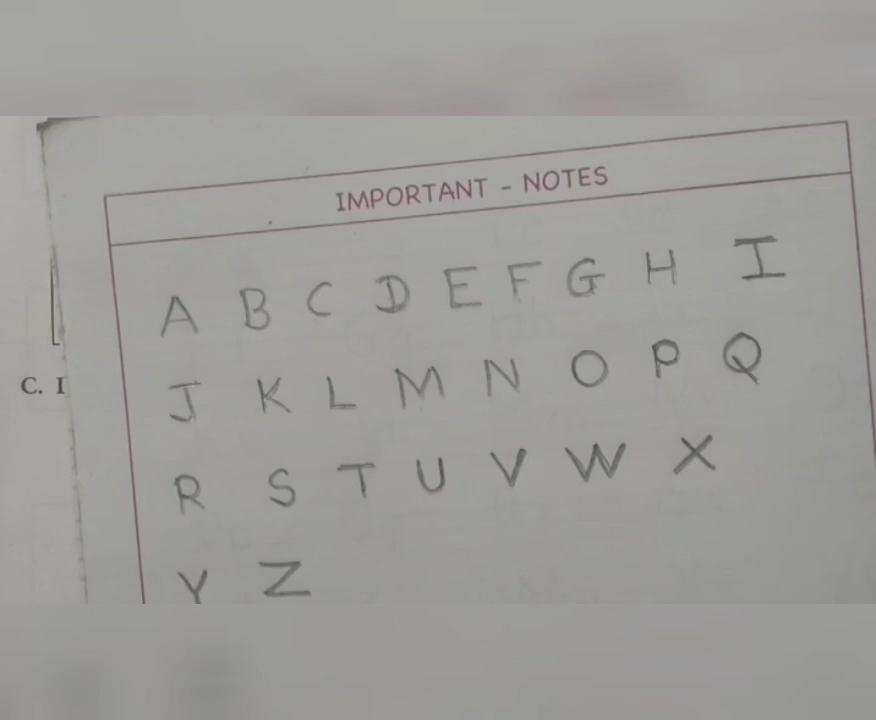 IMPORTANT - NOTES
A B C D E F G H I
J K L M N O P Q
C. I
R S T U V W X
Y Z